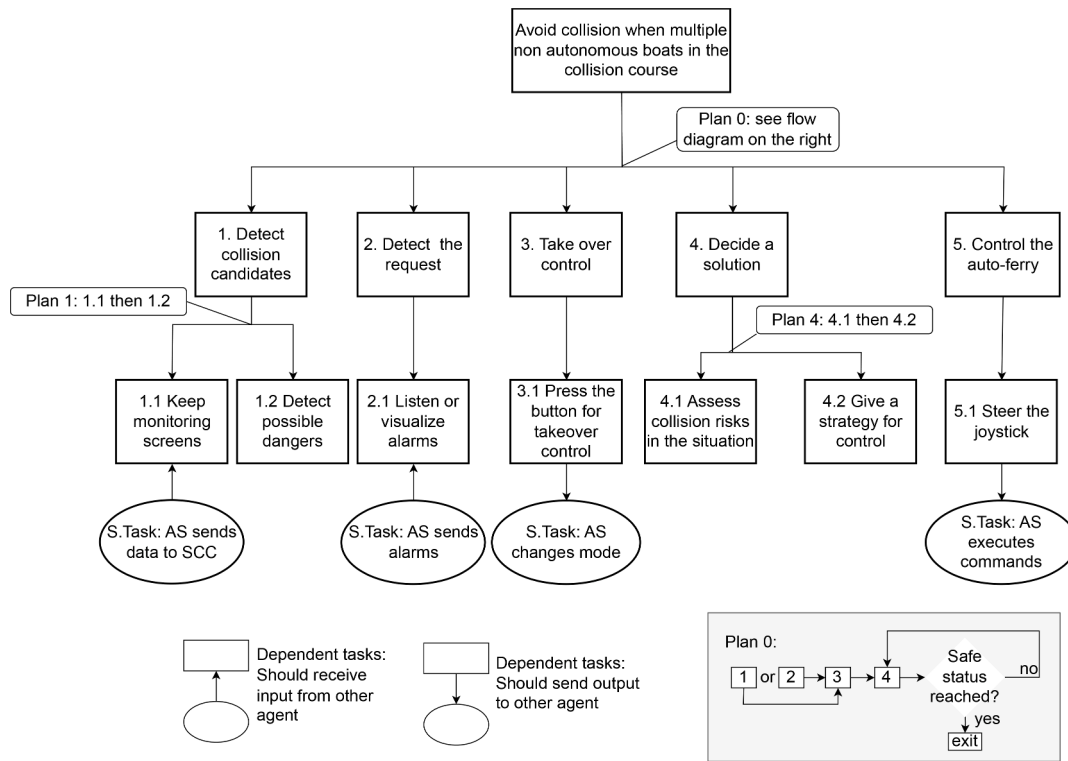 Avoid collision when multiple
non autonomous boats in the
collision course
Plan 0: see flow
diagram on the right
1. Detect
collision
candidates
2. Detect the
request
3. Take over
control
4. Decide a
solution
5. Control the
auto-ferry
Plan 1: 1.1 then 1.2
Plan 4: 4.1 then 4.2
1.1 Keep
monitoring
screens
1.2 Detect
possible
dangers
2.1 Listen or
visualize
alarms
3.1 Press the
button for
takeover
control
4.1 Assess
collision risks
in the situation
4.2 Give a
strategy for
control
5.1 Steer the
joystick
S.Task: AS sends
data to SCC
S.Task: AS sends
alarms
S.Task: AS
changes mode
S.Task: AS
executes
commands
Dependent tasks:
Should receive
input from other
agent
Dependent tasks:
Should send output
to other agent
Plan 0:
1 or 2 3 4
Safe
status
reached?
no
yes
exit